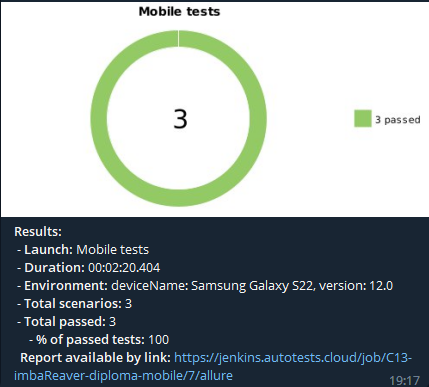 Mobile tests
3
3 passed
Results:
- Launch: Mobile tests
- Duration: 00:02:20.404
- Environment: deviceName: Samsung Galaxy S22, version: 12.0
- Total scenarios: 3
- Total passed: 3
- % of passed tests: 100
Report available by link: https://jenkins.autotests.cloud/job/C13-
imbaReaver-diploma-mobile/7/allure
19:17